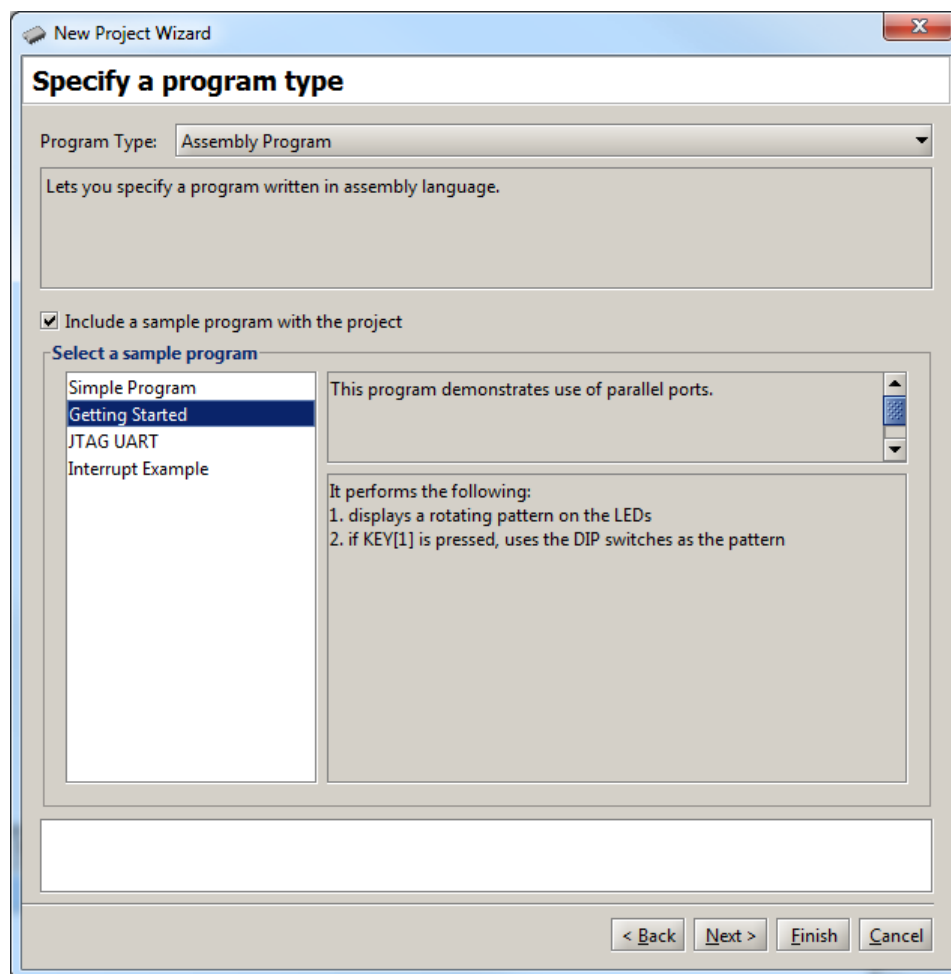 New Project Wizard
Specify a program type
Program Type: Assembly Program
Lets you specify a program written in assembly language.
Include a sample program with the project
Select a sample program
Simple Program
Getting Started
JTAG UART
Interrupt Example
This program demonstrates use of parallel ports.
It performs the following:
1. displays a rotating pattern on the LEDs
2. if KEY[1] is pressed, uses the DIP switches as the pattern
< Back Next > Finish Cancel